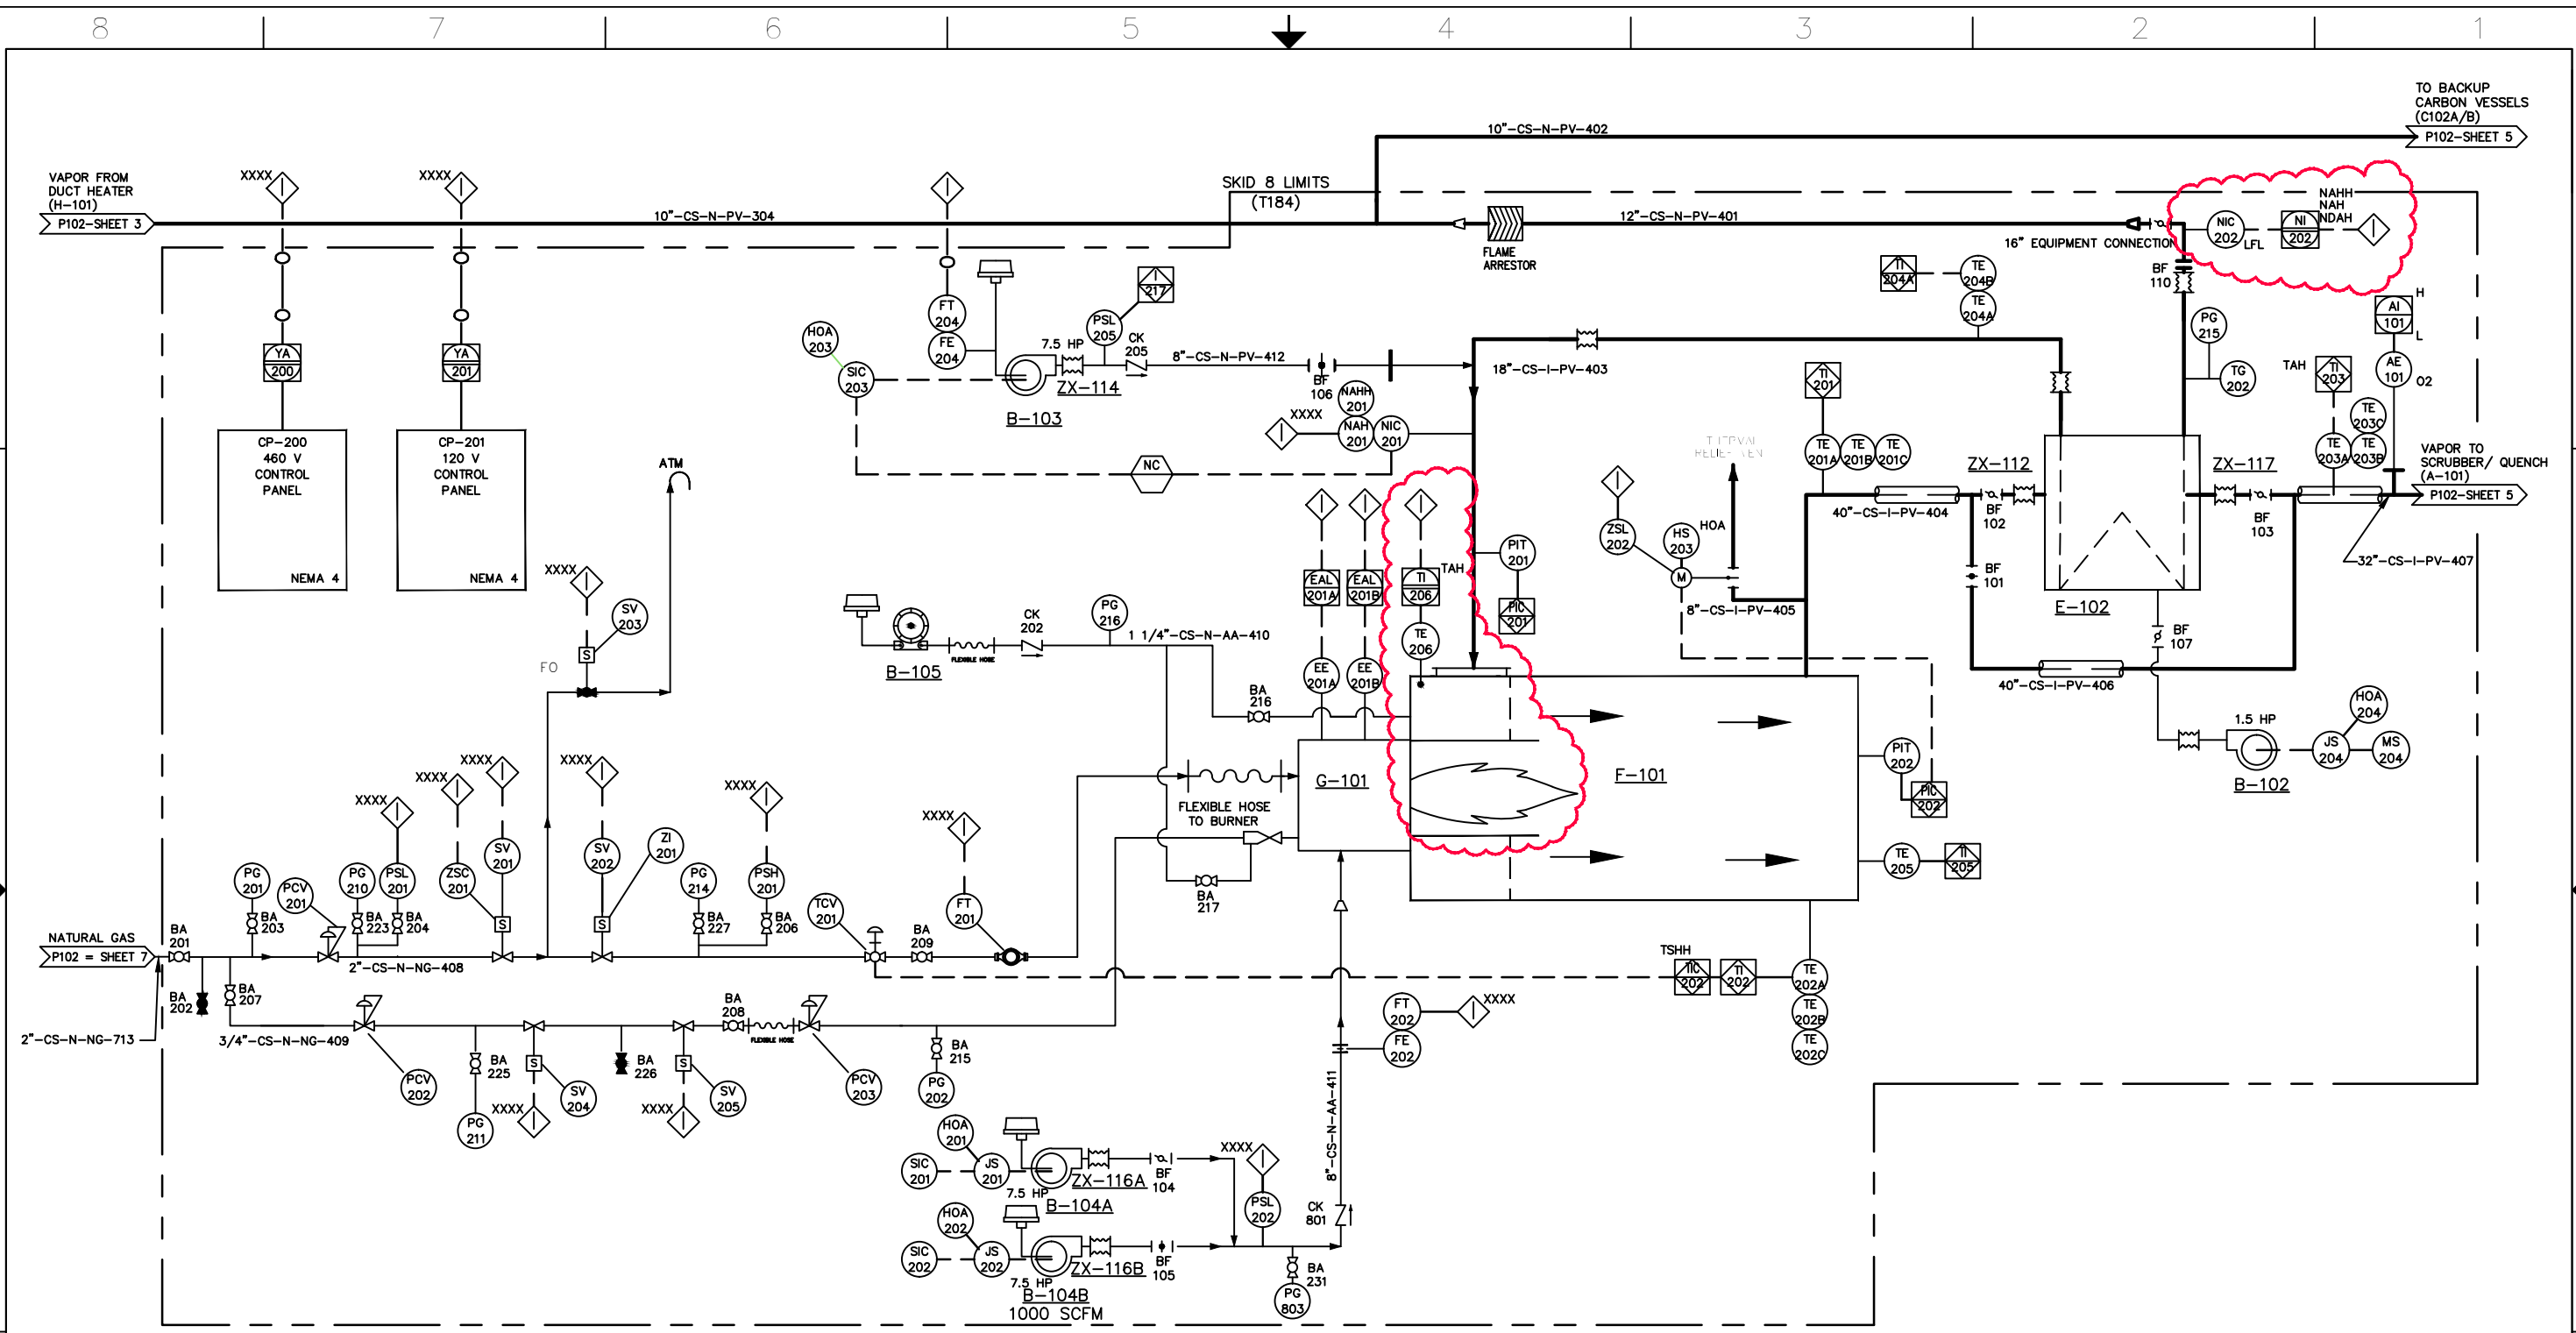 8 7 6 5 4 3 2 1
TO BACKUP
CARBON VESSELS
(C102A/B)
P102-SHEET 5
10"-CS-N-PV-402
VAPOR FROM
DUCT HEATER
(H-101)
P102-SHEET 3
XXXX
XXXX
10"-CS-N-PV-304
SKID 8 LIMITS
(T184)
FLAME
ARRESTOR
12"-CS-N-PV-401
16" EQUIPMENT CONNECTION
NIC
202
LFL
NI
202
NAHH
NAH
NDAH
BF
110
YA
200
YA
201
CP-200
460 V
CONTROL
PANEL
NEMA 4
CP-201
120 V
CONTROL
PANEL
NEMA 4
HOA
203
SIC
203
FT
204
FE
204
7.5 HP
B-103
ZX-114
PSL
205
I
217
CK
205
8"-CS-N-PV-412
BF
106
NAHH
201
NAH
201
NIC
201
XXXX
NC
18"-CS-I-PV-403
TI
204A
TE
204B
TE
204A
PG
215
TG
202
AI
101
H
L
AE
101
O2
TAH
TI
203
TE
203C
TE
203A
TE
203B
VAPOR TO
SCRUBBER/ QUENCH
(A-101)
P102-SHEET 5
32"-CS-I-PV-407
TI
201
TE
201A
TE
201B
TE
201C
ZX-112
ZX-117
40"-CS-I-PV-404
BF
102
BF
103
BF
101
E-102
BF
107
40"-CS-I-PV-406
1.5 HP
B-102
HOA
204
JS
204
MS
204
ZSL
202
HS
203
HOA
M
8"-CS-I-PV-405
PIT
201
PIC
201
EAL
201A
EAL
201B
TI
206
TAH
EE
201A
EE
201B
TE
206
ATM
XXXX
SV
203
S
FO
B-105
FLEXIBLE HOSE
CK
202
PG
216
1 1/4"-CS-N-AA-410
BA
216
G-101
F-101
FLEXIBLE HOSE
TO BURNER
BA
217
PIT
202
PIC
202
TE
205
TI
205
TSHH
TIC
202
TI
202
TE
202A
TE
202B
TE
202C
NATURAL GAS
P102 = SHEET 7
2"-CS-N-NG-713
BA
201
BA
202
PG
201
BA
203
BA
207
PCV
201
XXXX
PG
210
PSL
201
BA
223
BA
204
2"-CS-N-NG-408
XXXX
ZSC
201
XXXX
SV
201
S
XXXX
SV
202
S
ZI
201
PG
214
BA
227
XXXX
PSH
201
BA
206
TCV
201
BA
209
XXXX
FT
201
3/4"-CS-N-NG-409
PCV
202
BA
225
PG
211
S
SV
204
XXXX
BA
226
S
SV
205
XXXX
BA
208
FLEXIBLE HOSE
PCV
203
BA
215
PG
202
FT
202
XXXX
FE
202
8"-CS-N-AA-411
HOA
201
SIC
201
JS
201
7.5 HP
B-104A
ZX-116A
BF
104
HOA
202
SIC
202
JS
202
7.5 HP
B-104B
1000 SCFM
ZX-116B
BF
105
XXXX
PSL
202
CK
801
BA
231
PG
803